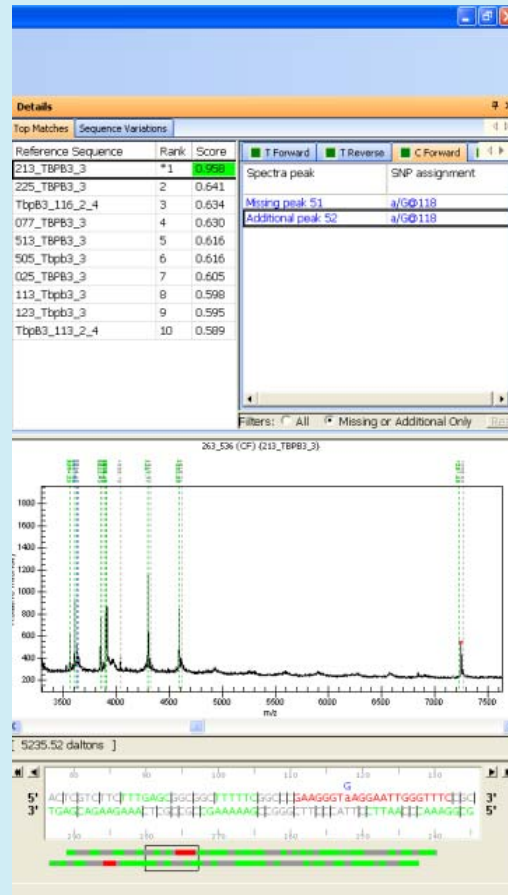 Details
Top Matches Sequence Variations
Reference Sequence Rank Score
213_TBPB3_3 *1 0.958
225_TBPB3_3 2 0.641
TbpB3_116_2_4 3 0.634
077_TBPB3_3 4 0.630
513_TBPB3_3 5 0.616
505_Tbpb3_3 6 0.616
025_TBPB3_3 7 0.605
113_Tbpb3_3 8 0.598
123_Tbpb3_3 9 0.595
TbpB3_113_2_4 10 0.589
T Forward T Reverse C Forward
Spectra peak SNP assignment
Missing peak 51 a/G@118
Additional peak 52 a/G@118
Filters: All Missing or Additional Only
263_536 (CF) {213_TBPB3_3}
1800
1600
1400
1200
1000
800
600
400
200
3500 4000 4500 5000 5500 6000 6500 7000 7500
m/z
[ 5235.52 daltons ]
G
5' 3'
3' 5'